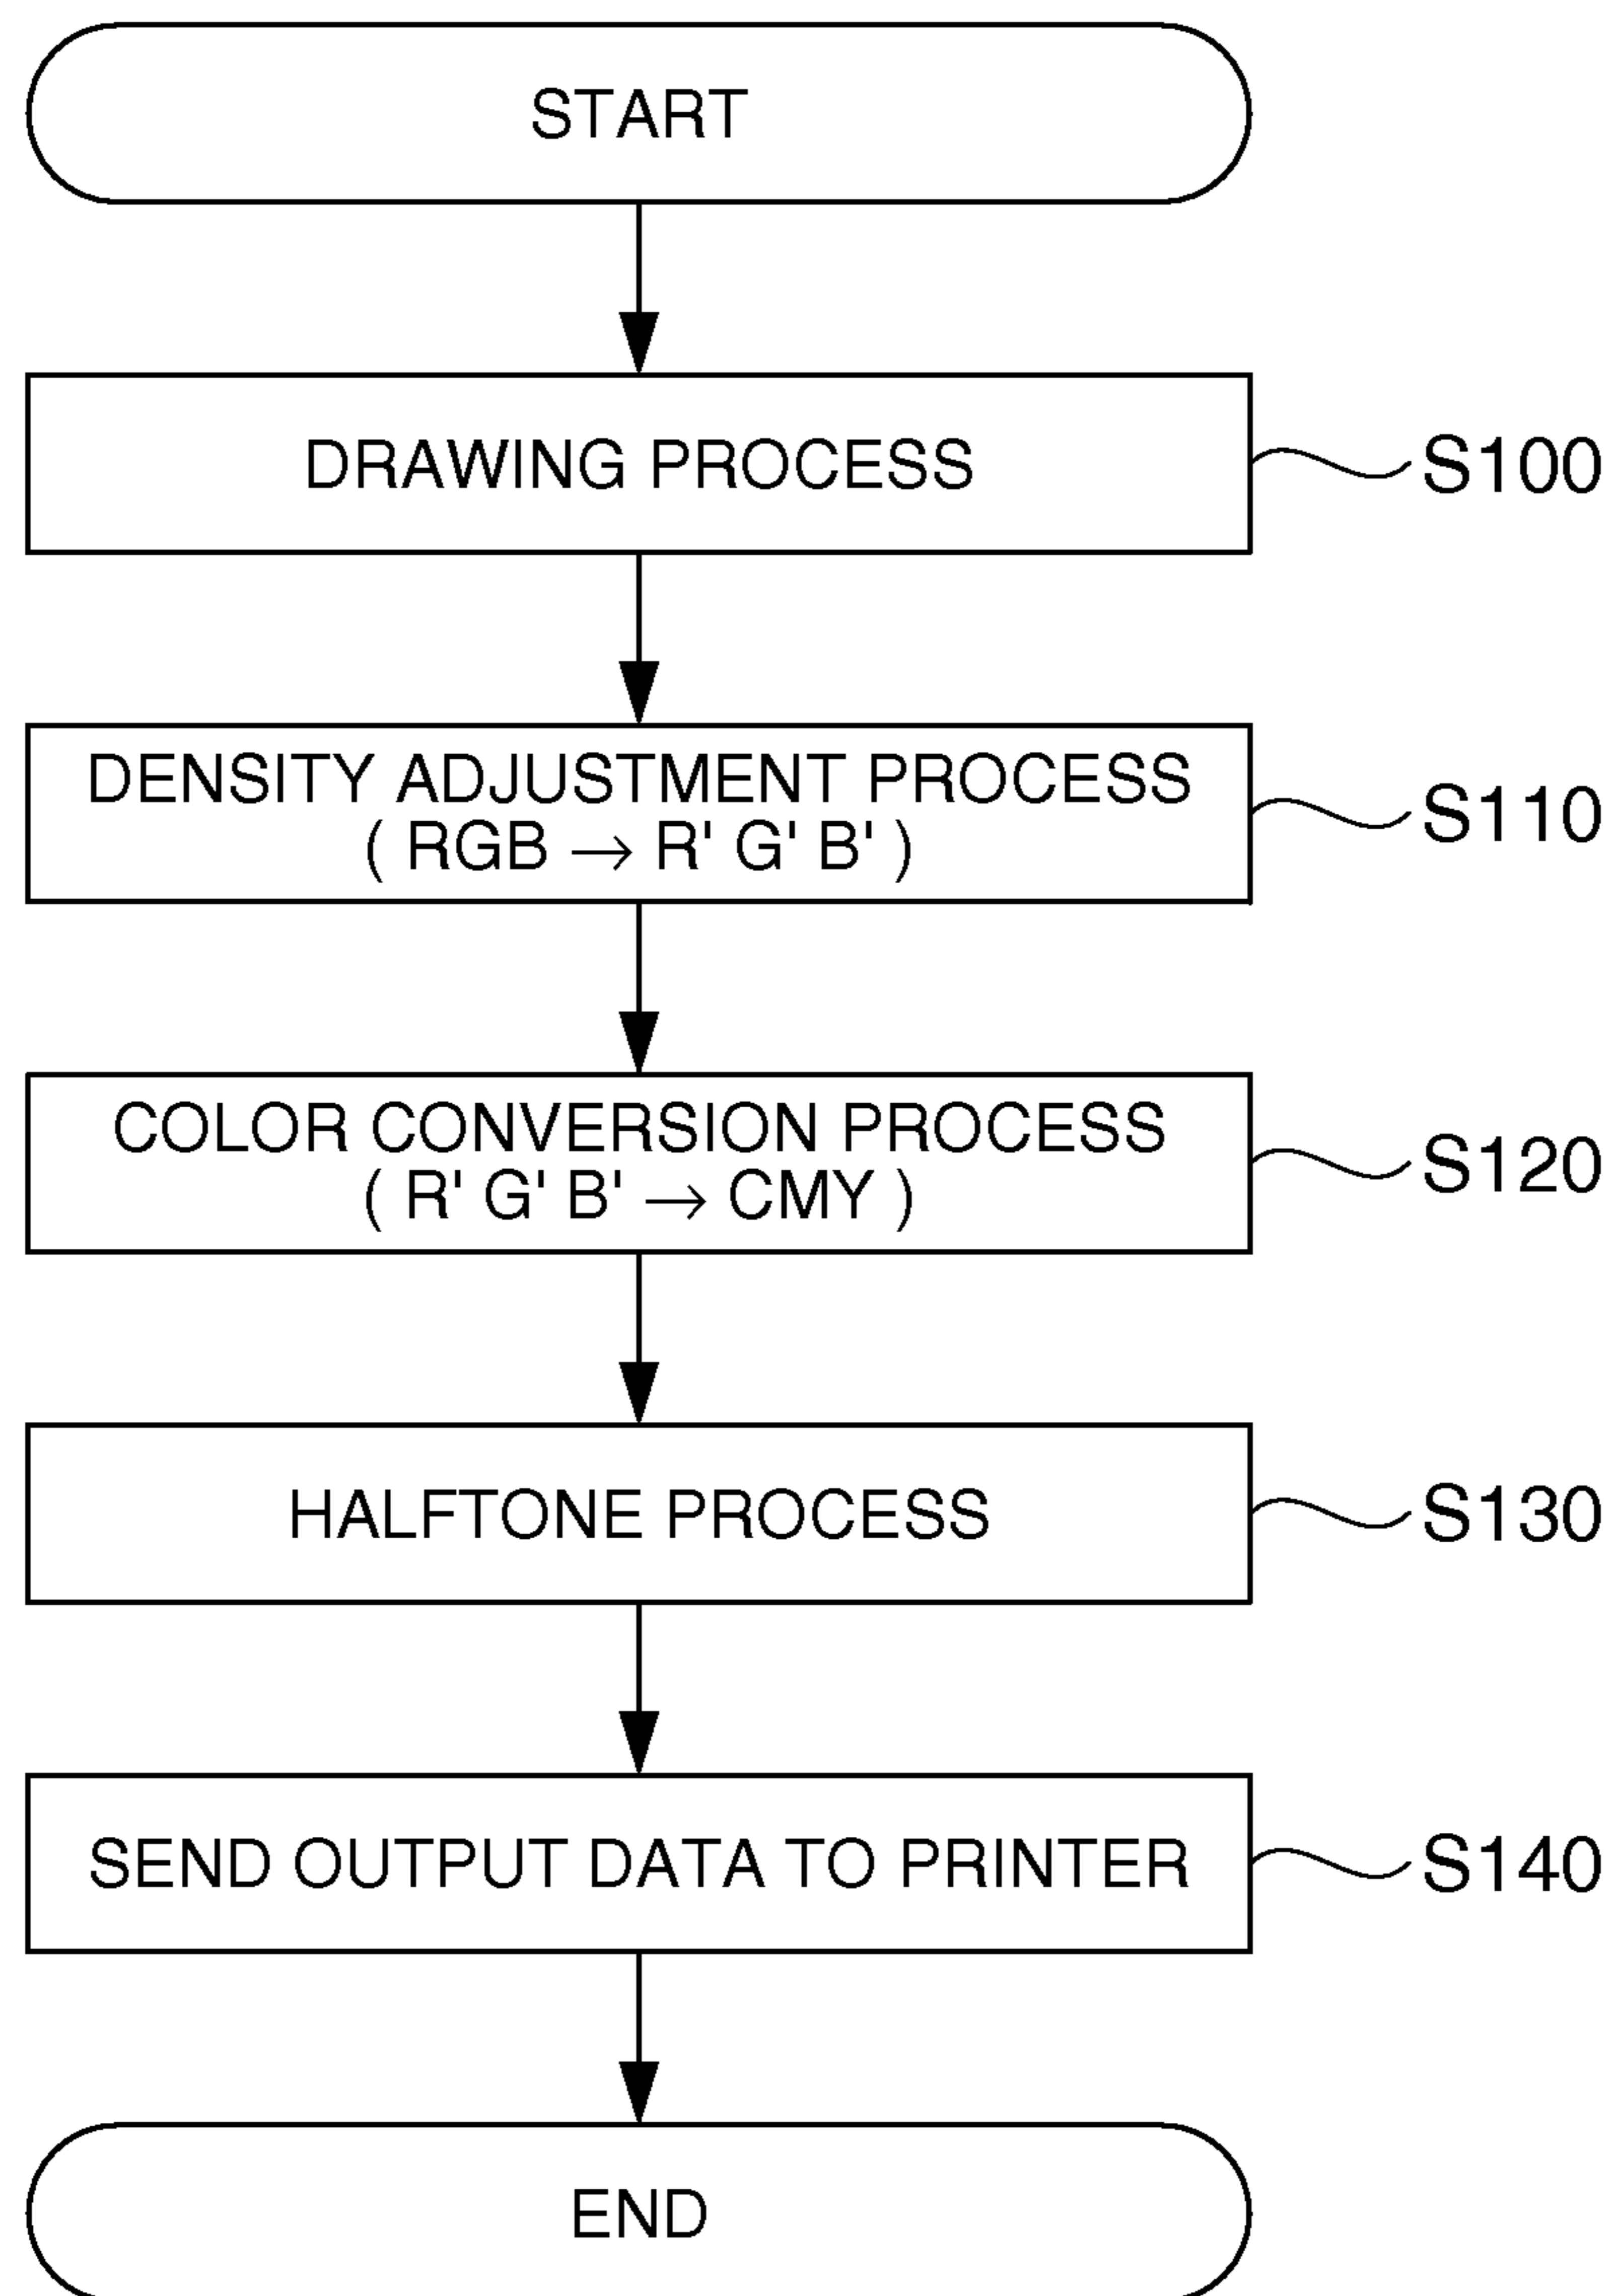 START
DRAWING PROCESS
S100
DENSITY ADJUSTMENT PROCESS
( RGB → R' G' B' )
S110
COLOR CONVERSION PROCESS
( R' G' B' → CMY )
S120
HALFTONE PROCESS
S130
SEND OUTPUT DATA TO PRINTER
S140
END